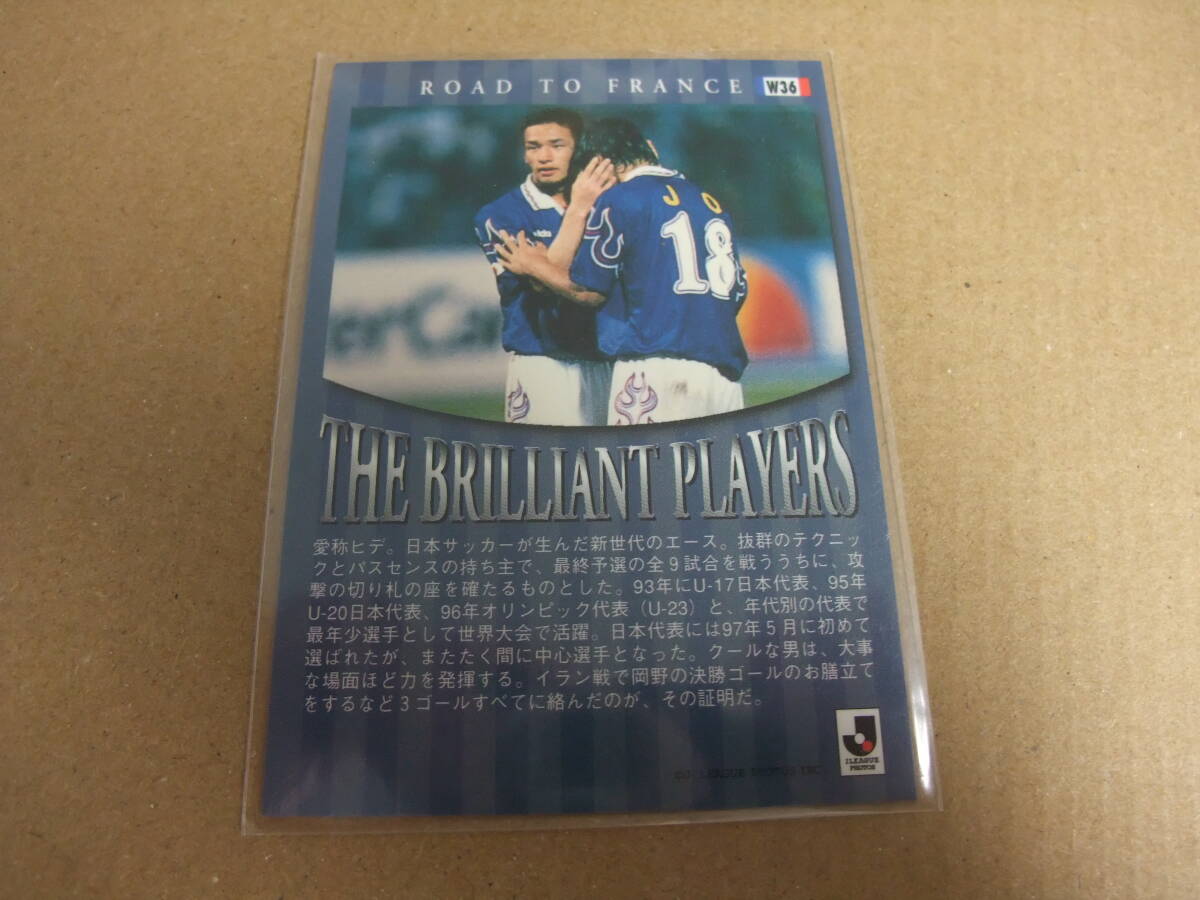 ROAD TO FRANCE W36
JO
18
erCa
THE BRILLIANT PLAYERS
愛称ヒデ。日本サッカーが生んだ新世代のエース。抜群のテクニッ
クとパスセンスの持ち主で、最終予選の全9試合を戦ううちに、攻
撃の切り札の座を確たるものとした。93年にU-17日本代表、95年
U-20日本代表、96年オリンピック代表（U-23）と、年代別の代表で
最年少選手として世界大会で活躍。日本代表には97年5月に初めて
選ばれたが、またたく間に中心選手となった。クールな男は、大事
な場面ほど力を発揮する。イラン戦で岡野の決勝ゴールのお膳立て
をするなど3ゴールすべてに絡んだのが、その証明だ。
J.LEAGUE
PHOTOS
©J.LEAGUE PHOTOS INC.